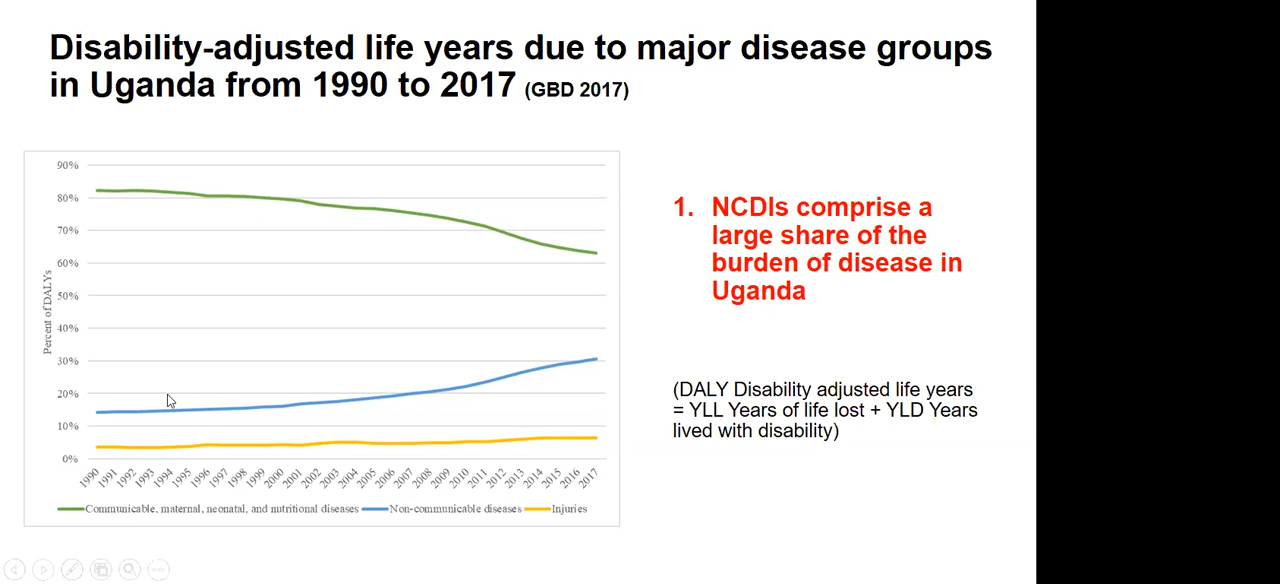 Disability-adjusted life years due to major disease groups
in Uganda from 1990 to 2017 (GBD 2017)
90%
80%
70%
60%
50%
40%
30%
20%
10%
0%
Percent of DALYs
1990 1991 1992 1993 1994 1995 1996 1997 1998 1999 2000 2001 2002 2003 2004 2005 2006 2007 2008 2009 2010 2011 2012 2013 2014 2015 2016 2017
Communicable, maternal, neonatal, and nutritional diseases Non-communicable diseases Injuries
1. NCDIs comprise a
large share of the
burden of disease in
Uganda
(DALY Disability adjusted life years
= YLL Years of life lost + YLD Years
lived with disability)